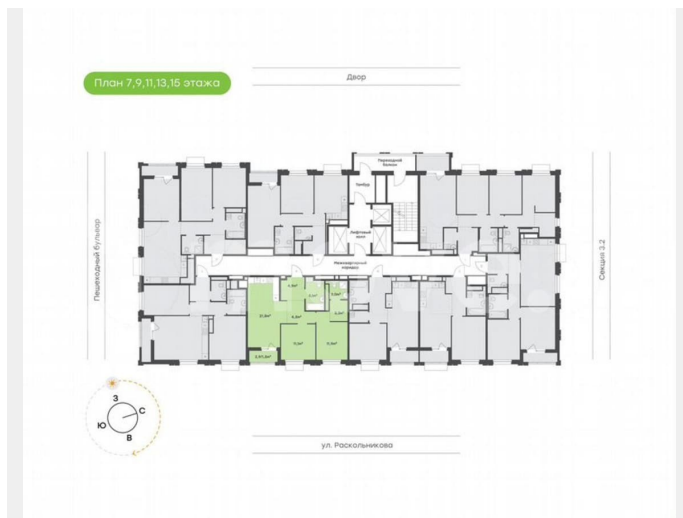 План 7,9,11,13,15 этажа
Двор
Переходной
балкон
Тамбур
Лифтовый
холл
Межквартирный
коридор
Пешеходный бульвар
Секция 3.2
З
С
Ю
В
ул. Раскольникова